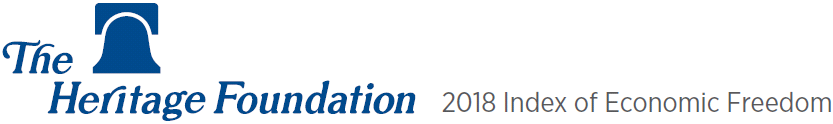 The
Heritage Foundation 2018 Index of Economic Freedom